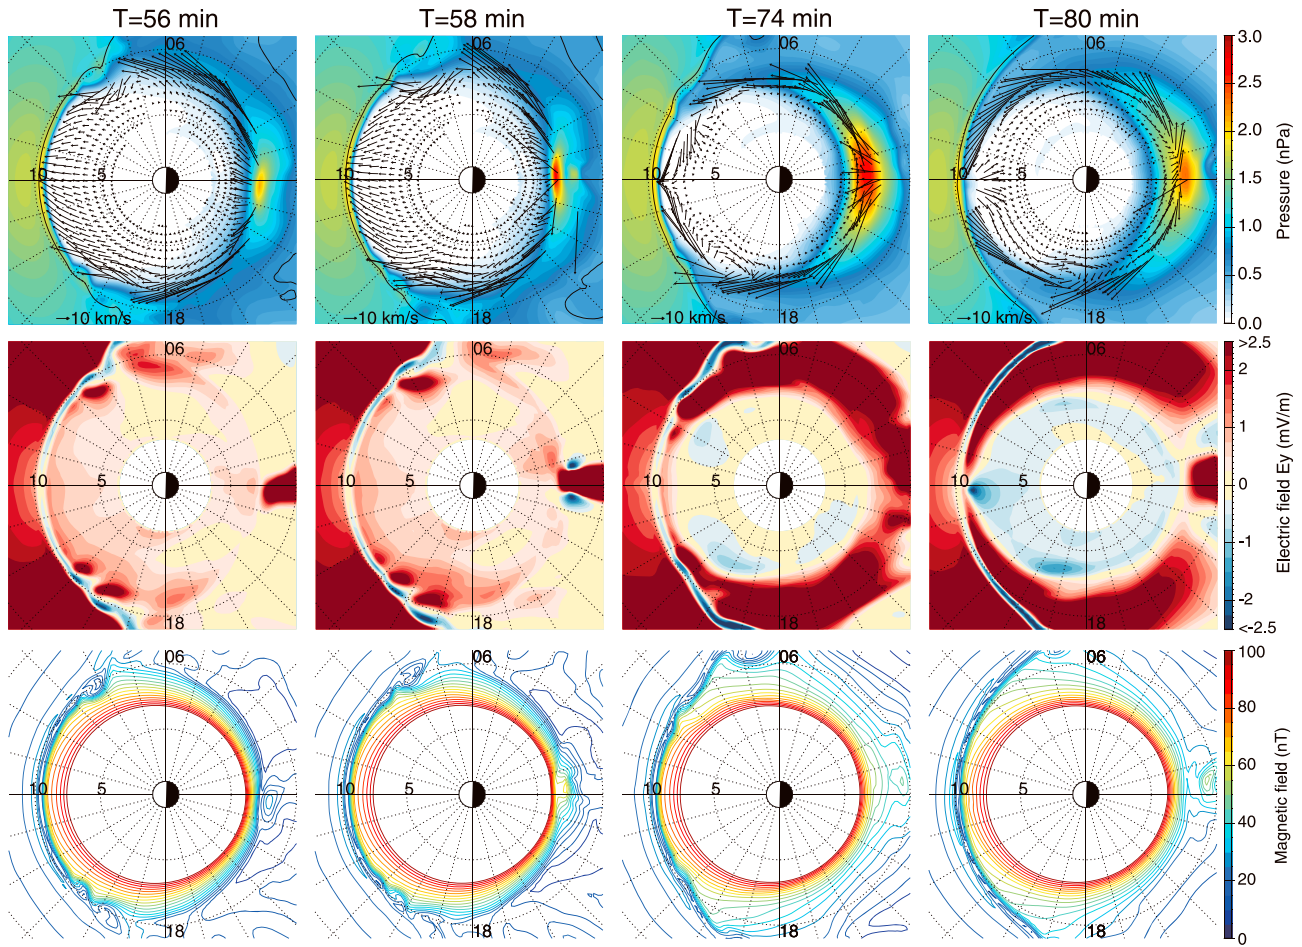 T=56 min T=58 min T=74 min T=80 min
06 06 06 06
10 5 10 5 10 5 10 5
→10 km/s 18 →10 km/s 18 →10 km/s 18 →10 km/s 18
3.0
2.5
2.0
1.5
1.0
0.5
0.0
Pressure (nPa)
06 06 06 06
10 5 10 5 10 5 10 5
18 18 18 18
>2.5
2
1
0
-1
-2
<-2.5
Electric field Ey (mV/m)
06 06 06 06
10 5 10 5 10 5 10 5
18 18 18 18
100
80
60
40
20
0
Magnetic field (nT)